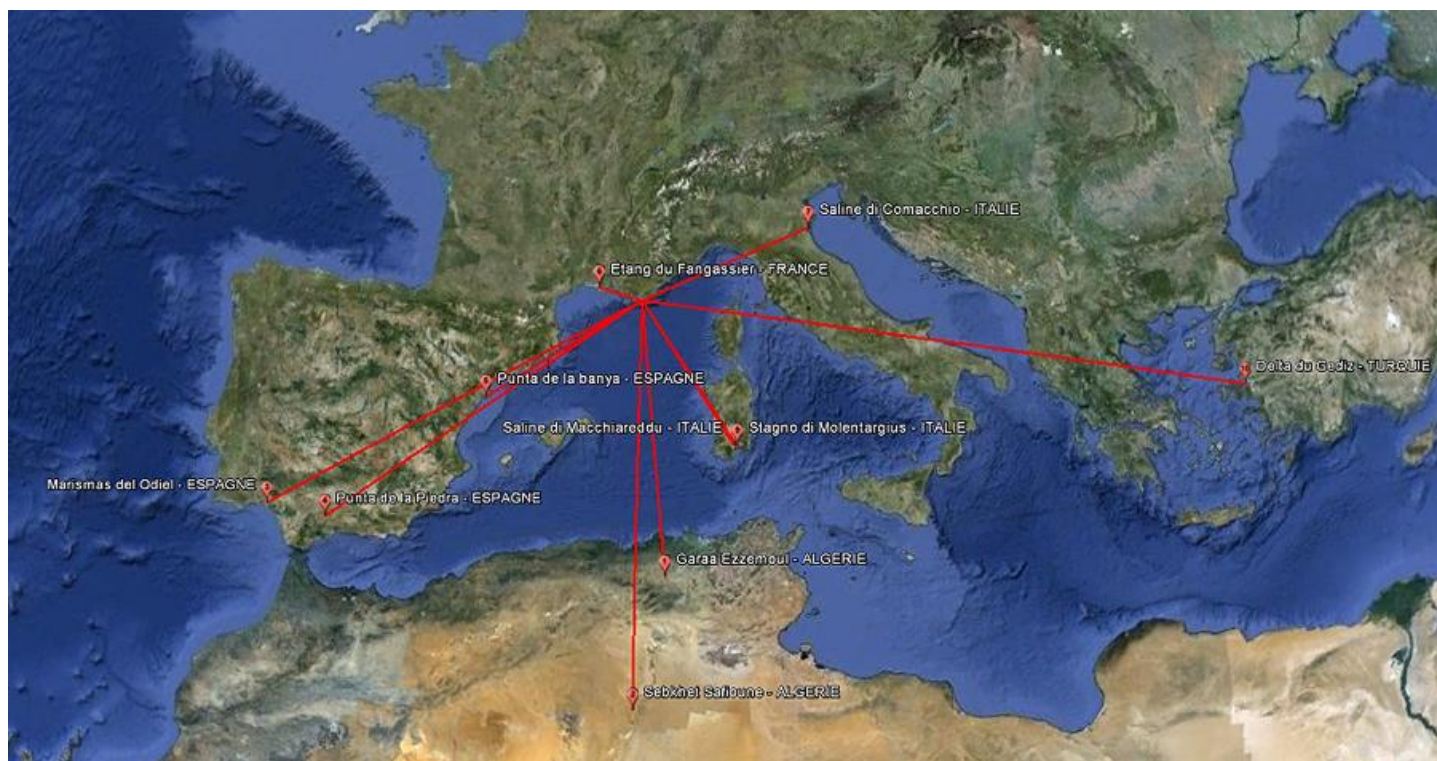 Saline di Comacchio - ITALIE
Etang du Fangassier - FRANCE
Delta du Gediz - TURQUIE
Punta de la banya - ESPAGNE
Saline di Macchiareddu - ITALIE
Stagno di Molentargius - ITALIE
Marismas del Odiel - ESPAGNE
Punta de la Piedra - ESPAGNE
Garaa Ezzemoul - ALGERIE
Sebkhet Safioune - ALGERIE